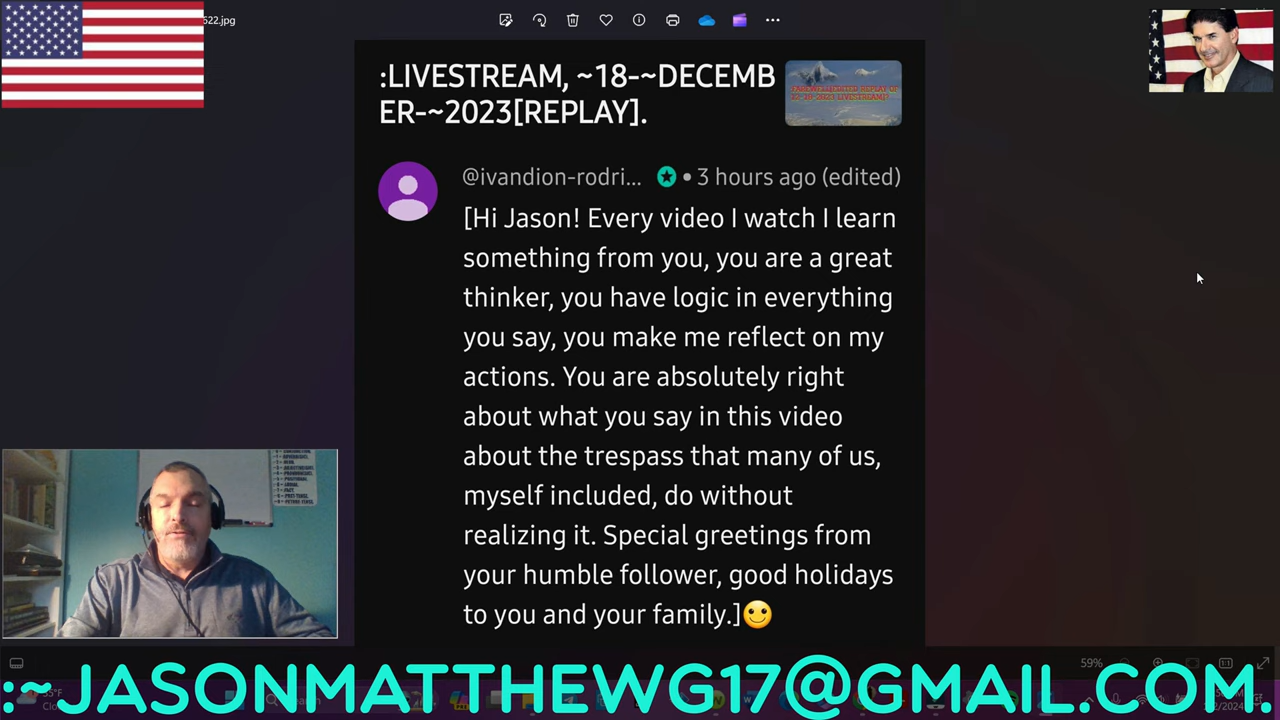 622.jpg
:LIVESTREAM, ~18-~DECEMB
ER-~2023[REPLAY].
@ivandion-rodri... • 3 hours ago (edited)
[Hi Jason! Every video I watch I learn
something from you, you are a great
thinker, you have logic in everything
you say, you make me reflect on my
actions. You are absolutely right
about what you say in this video
about the trespass that many of us,
myself included, do without
realizing it. Special greetings from
your humble follower, good holidays
to you and your family.]🙂
59%
:~JASONMATTHEWG17@GMAIL.COM.